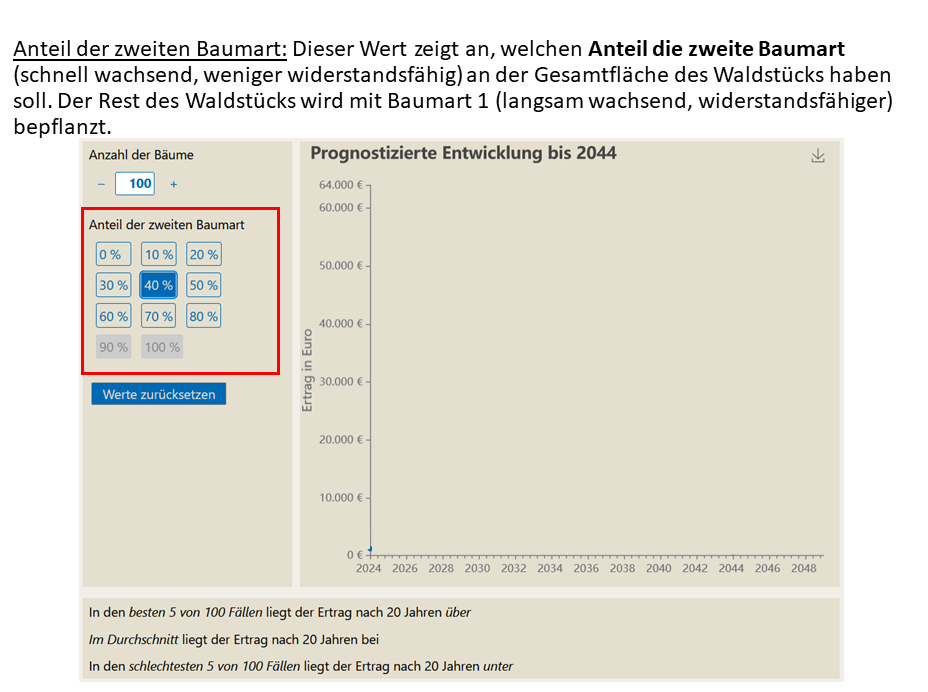 Anteil der zweiten Baumart: Dieser Wert zeigt an, welchen Anteil die zweite Baumart
(schnell wachsend, weniger widerstandsfähig) an der Gesamtfläche des Waldstücks haben
soll. Der Rest des Waldstücks wird mit Baumart 1 (langsam wachsend, widerstandsfähiger)
bepflanzt.
Anzahl der Bäume
− 100 +
Anteil der zweiten Baumart
0 % 10 % 20 %
30 % 40 % 50 %
60 % 70 % 80 %
90 % 100 %
Werte zurücksetzen
Prognostizierte Entwicklung bis 2044
Ertrag in Euro
64.000 €
60.000 €
50.000 €
40.000 €
30.000 €
20.000 €
10.000 €
0 €
2024 2026 2028 2030 2032 2034 2036 2038 2040 2042 2044 2046 2048
In den besten 5 von 100 Fällen liegt der Ertrag nach 20 Jahren über
Im Durchschnitt liegt der Ertrag nach 20 Jahren bei
In den schlechtesten 5 von 100 Fällen liegt der Ertrag nach 20 Jahren unter